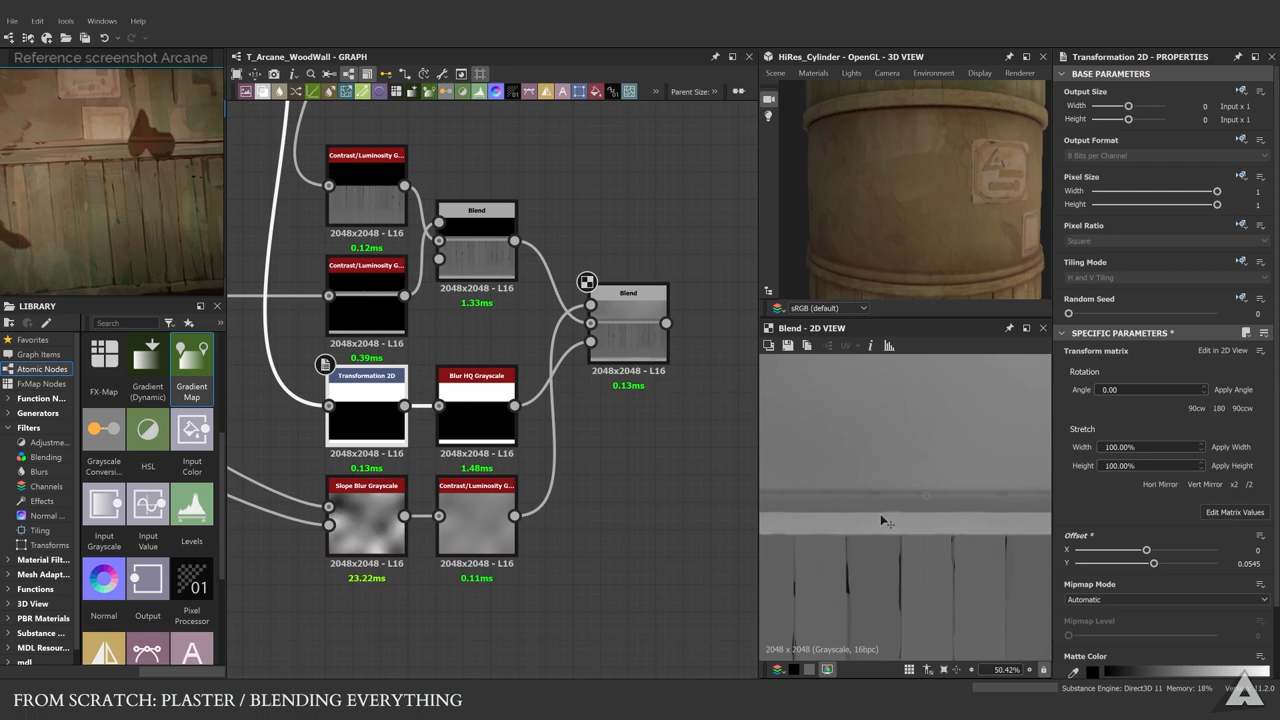 File Edit Tools Windows Help
Reference screenshot Arcane
T_Arcane_WoodWall - GRAPH
Parent Size:
Contrast/Luminosity G...
2048x2048 - L16
0.12ms
Contrast/Luminosity G...
2048x2048 - L16
0.39ms
Blend
2048x2048 - L16
1.33ms
Blend
2048x2048 - L16
0.13ms
Transformation 2D
2048x2048 - L16
0.13ms
Blur HQ Grayscale
2048x2048 - L16
1.48ms
Slope Blur Grayscale
2048x2048 - L16
23.22ms
Contrast/Luminosity G...
2048x2048 - L16
0.11ms
LIBRARY
Search
Favorites
Graph Items
Atomic Nodes
FxMap Nodes
Function N...
Generators
Filters
Adjustme...
Blending
Blurs
Channels
Effects
Normal ...
Tiling
Transforms
Material Filt...
Mesh Adapt...
Functions
3D View
PBR Materials
Substance ...
MDL Resour...
mdl
FX-Map
Gradient (Dynamic)
Gradient Map
Grayscale Conversi...
HSL
Input Color
Input Grayscale
Input Value
Levels
Normal
Output
Pixel Processor
01
HiRes_Cylinder - OpenGL - 3D VIEW
Scene Materials Lights Camera Environment Display Renderer
sRGB (default)
Blend - 2D VIEW
UV
2048 x 2048 (Grayscale, 16bpc)
50.42%
Transformation 2D - PROPERTIES
BASE PARAMETERS
Output Size
Width 0 Input x 1
Height 0 Input x 1
Output Format
8 Bits per Channel
Pixel Size
Width 1
Height 1
Pixel Ratio
Square
Tiling Mode
H and V Tiling
Random Seed
0
SPECIFIC PARAMETERS *
Transform matrix Edit in 2D View
Rotation
Angle 0.00 Apply Angle
90cw 180 90ccw
Stretch
Width 100.00% Apply Width
Height 100.00% Apply Height
Hori Mirror Vert Mirror x2 /2
Edit Matrix Values
Offset *
X 0
Y 0.0545
Mipmap Mode
Automatic
Mipmap Level
0
Matte Color
Substance Engine: Direct3D 11 Memory: 18%
11.2.0
FROM SCRATCH: PLASTER / BLENDING EVERYTHING